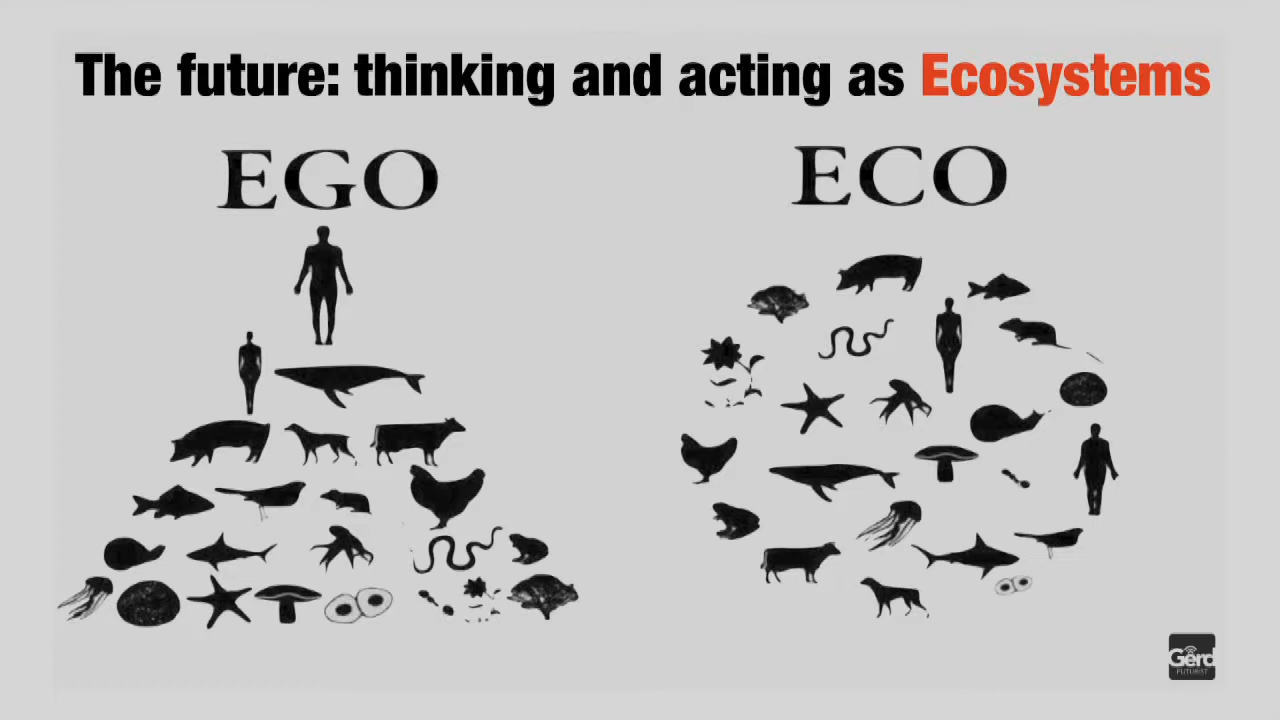 The future: thinking and acting as Ecosystems
EGO
ECO
Gerd
FUTURIST